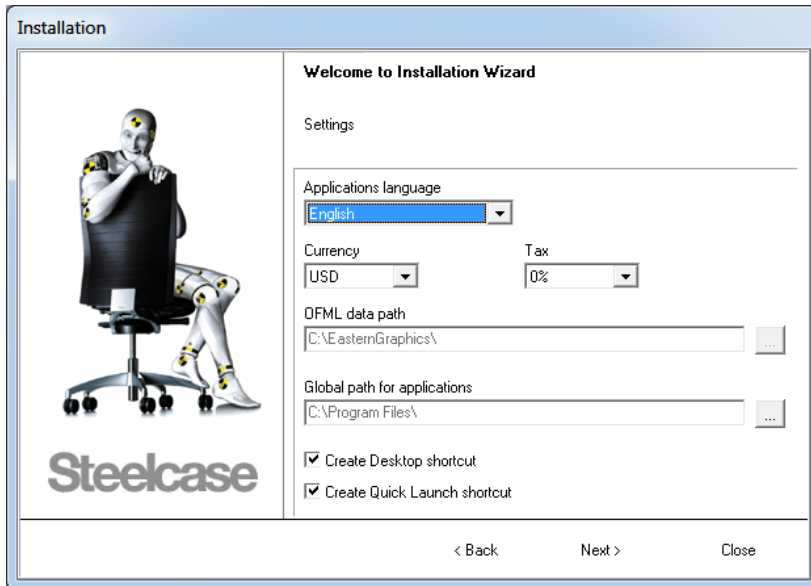 Installation
Welcome to Installation Wizard
Settings
Applications language
English
Currency Tax
USD 0%
OFML data path
C:\EasternGraphics\
...
Global path for applications
C:\Program Files\
...
Create Desktop shortcut
Create Quick Launch shortcut
Steelcase
< Back Next > Close